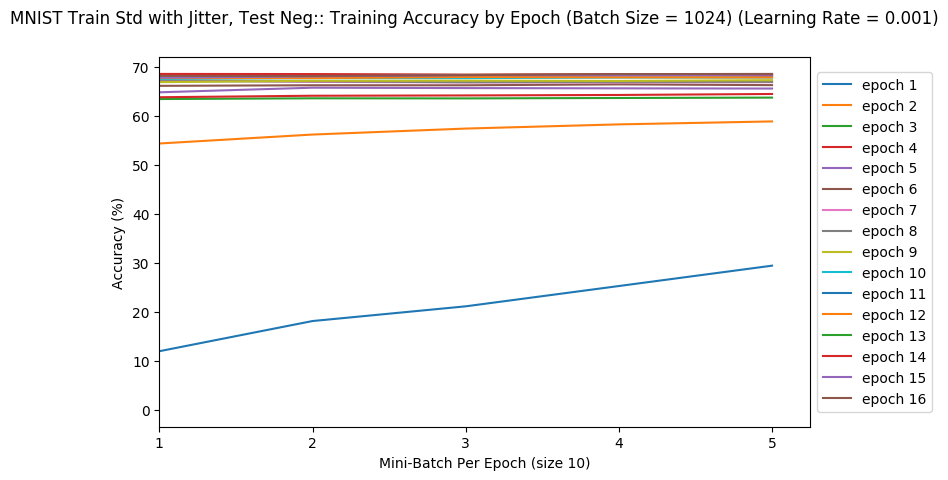 MNIST Train Std with Jitter, Test Neg:: Training Accuracy by Epoch (Batch Size = 1024) (Learning Rate = 0.001)
70
60
50
40
30
20
10
0
Accuracy (%)
1 2 3 4 5
Mini-Batch Per Epoch (size 10)
epoch 1
epoch 2
epoch 3
epoch 4
epoch 5
epoch 6
epoch 7
epoch 8
epoch 9
epoch 10
epoch 11
epoch 12
epoch 13
epoch 14
epoch 15
epoch 16